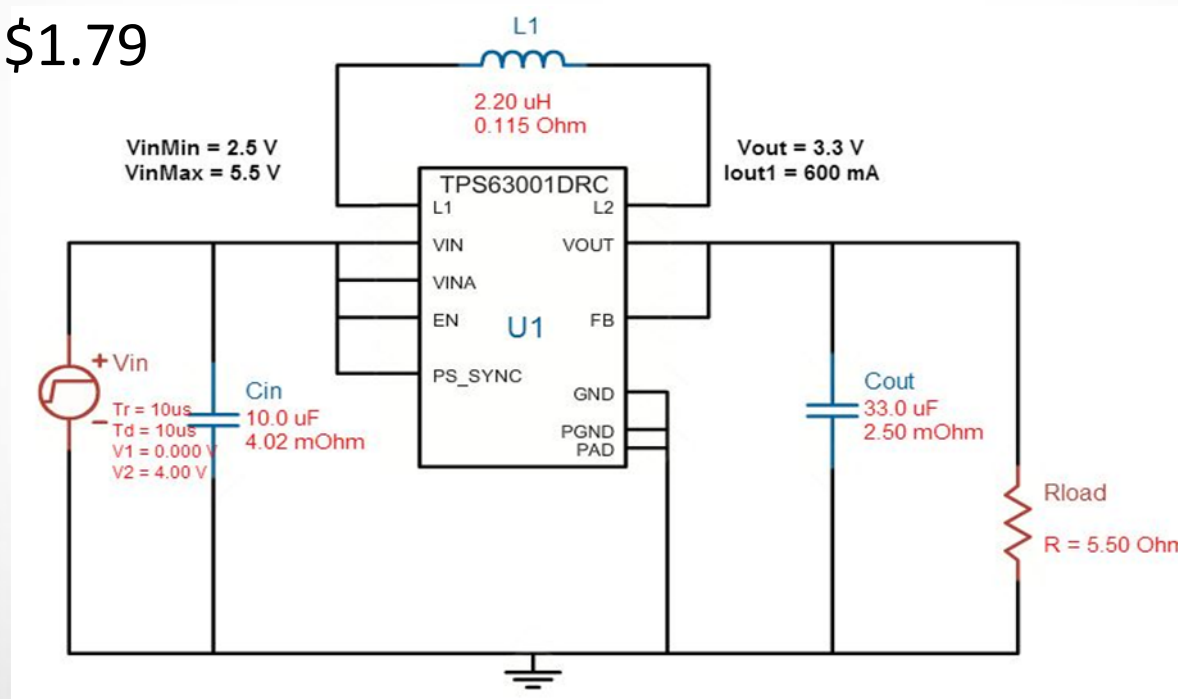 $1.79
L1
2.20 uH
0.115 Ohm
VinMin = 2.5 V
VinMax = 5.5 V
Vout = 3.3 V
Iout1 = 600 mA
TPS63001DRC
L1
L2
VIN
VOUT
VINA
EN
U1
FB
PS_SYNC
GND
PGND
PAD
+ Vin
Tr = 10us
Td = 10us
V1 = 0.000 V
V2 = 4.00 V
Cin
10.0 uF
4.02 mOhm
Cout
33.0 uF
2.50 mOhm
Rload
R = 5.50 Ohm